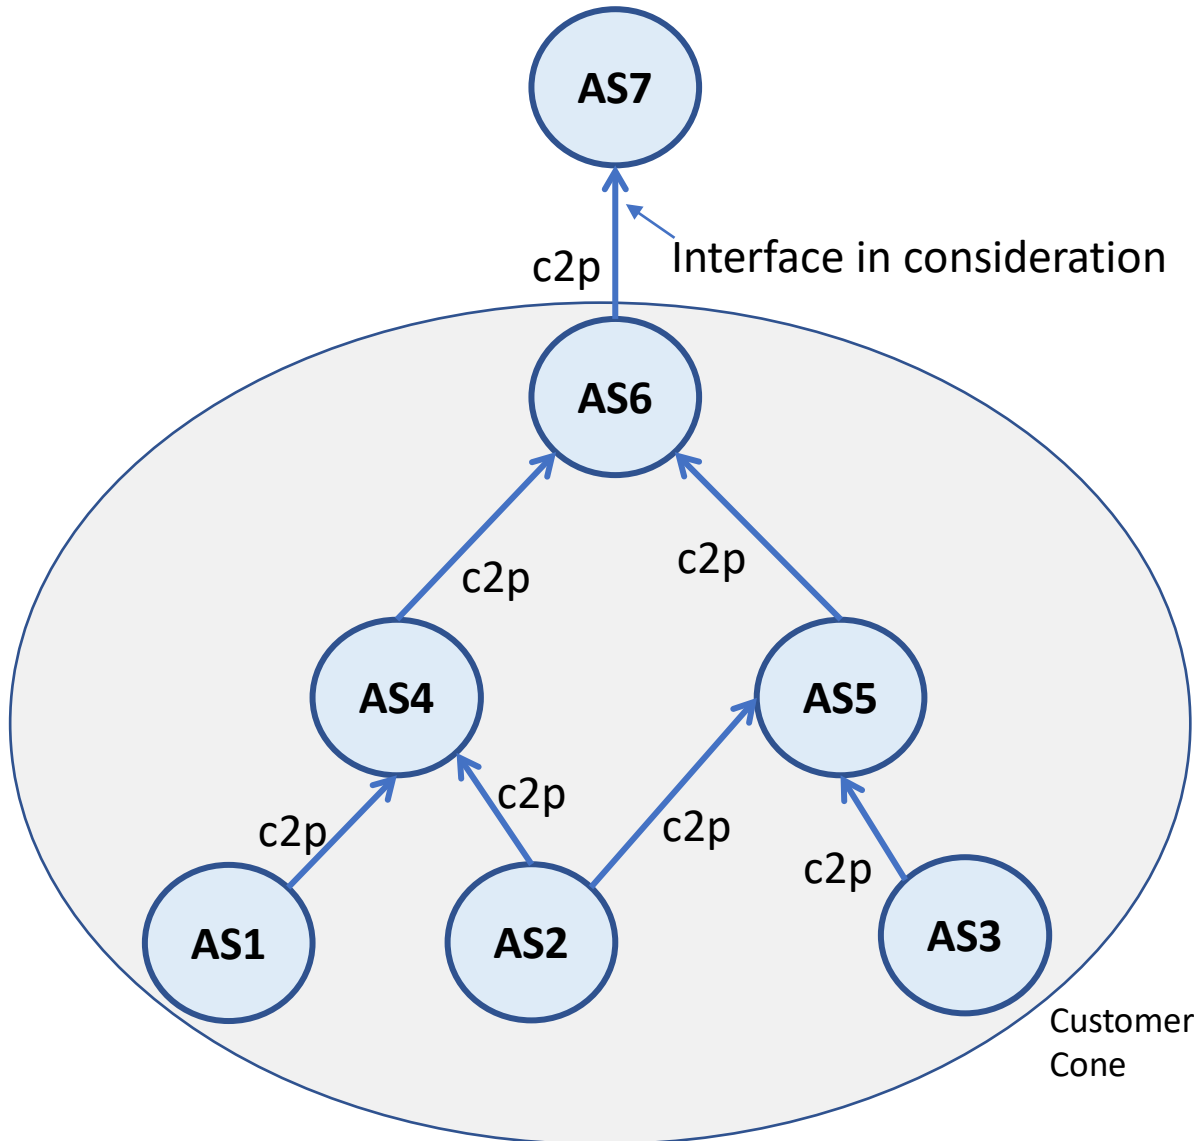 AS7
Interface in consideration
c2p
AS6
c2p
c2p
AS4
AS5
c2p
c2p
c2p
c2p
AS1
AS2
AS3
Customer
Cone